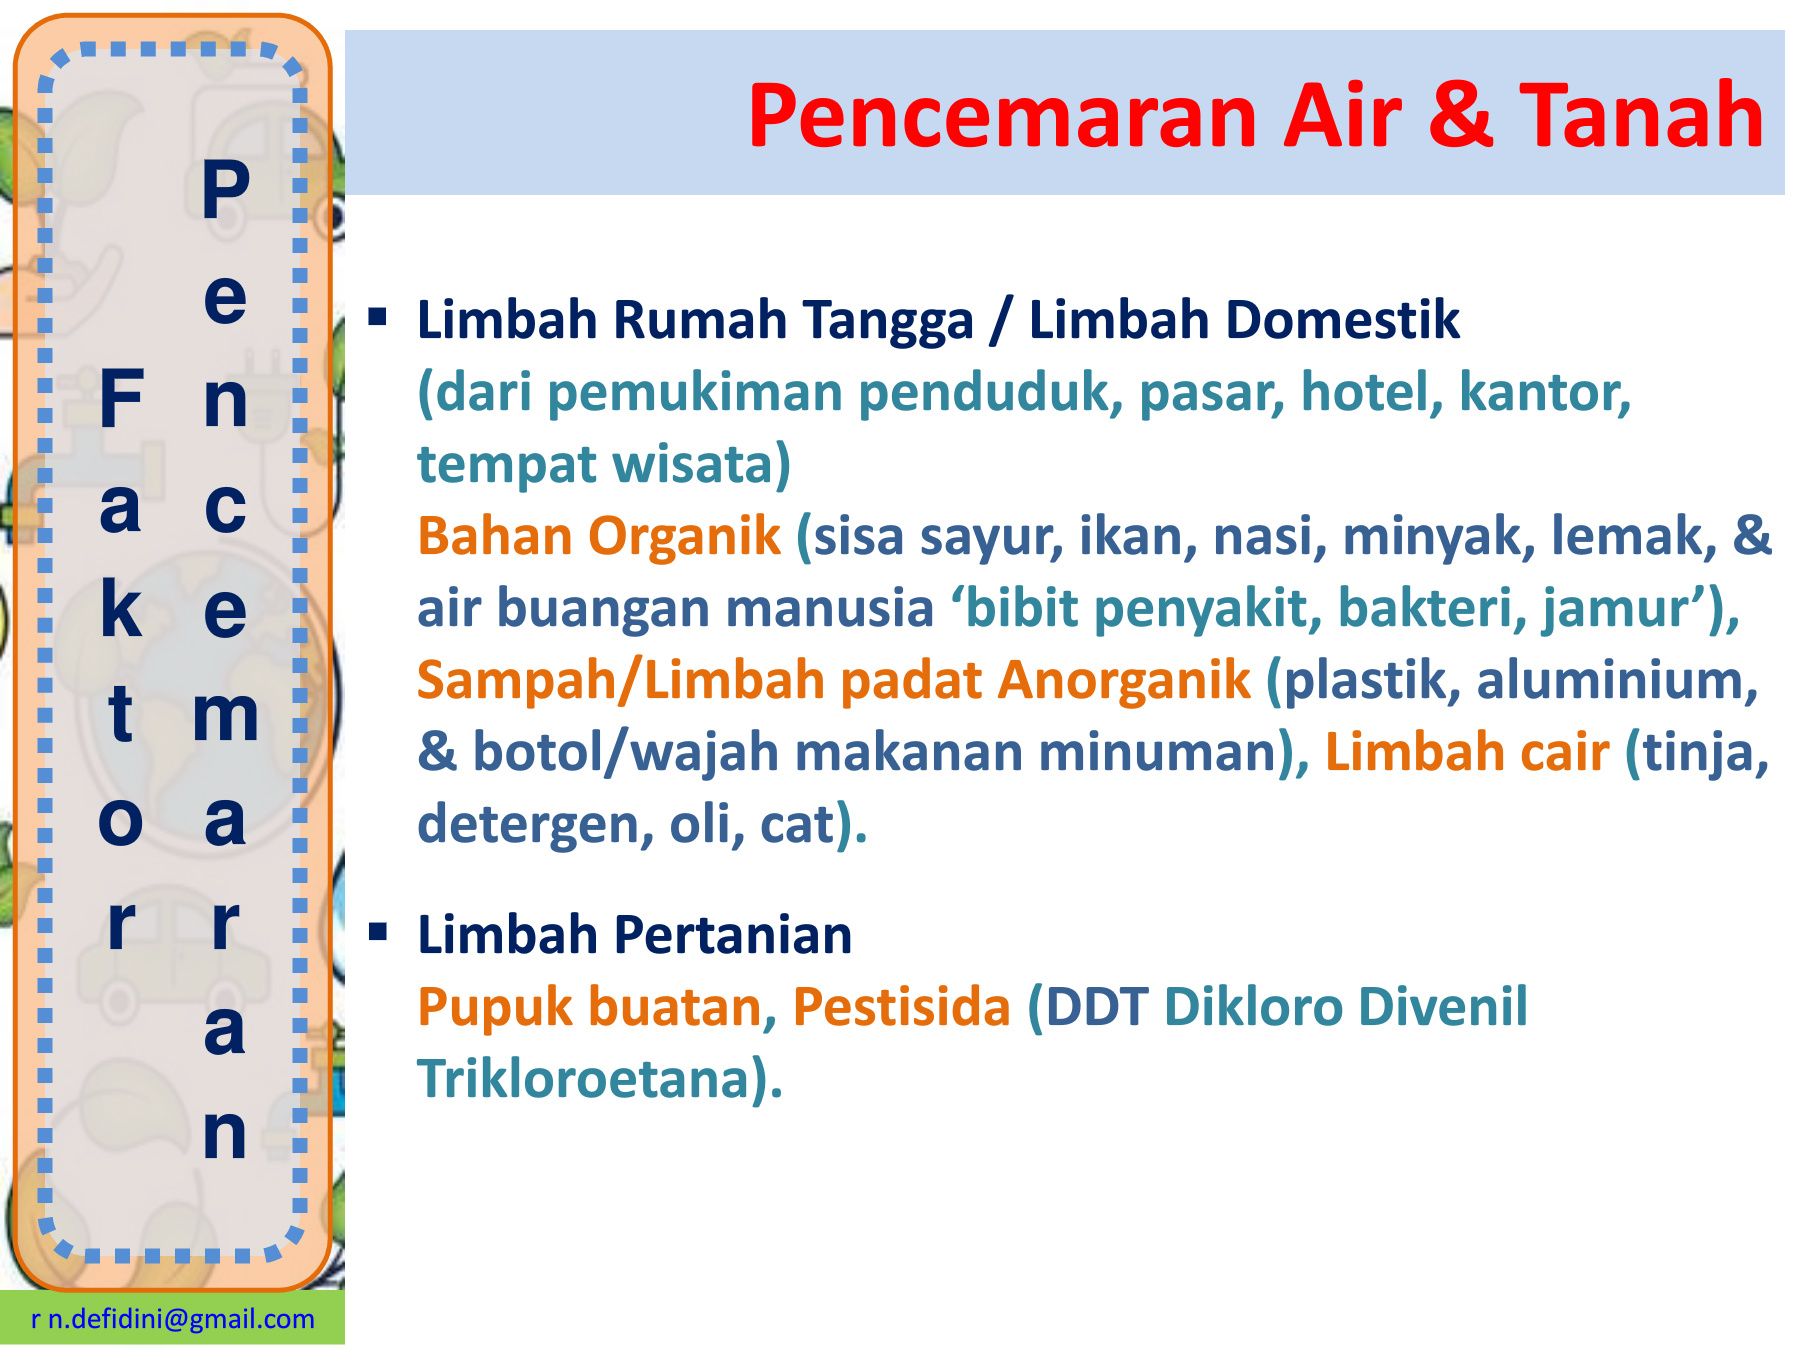 Faktor
Pencemaran
Pencemaran Air & Tanah
▪ Limbah Rumah Tangga / Limbah Domestik
(dari pemukiman penduduk, pasar, hotel, kantor,
tempat wisata)
Bahan Organik (sisa sayur, ikan, nasi, minyak, lemak, &
air buangan manusia ‘bibit penyakit, bakteri, jamur’),
Sampah/Limbah padat Anorganik (plastik, aluminium,
& botol/wajah makanan minuman), Limbah cair (tinja,
detergen, oli, cat).
▪ Limbah Pertanian
Pupuk buatan, Pestisida (DDT Dikloro Divenil
Trikloroetana).
r n.defidini@gmail.com